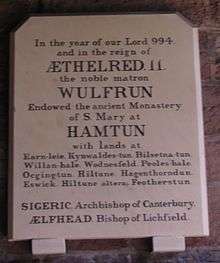 In the year of our Lord 994
and in the reign of
ÆTHELRED II
the noble matron
WULFRUN
Endowed the ancient Monastery
of S. Mary at
HAMTUN
with lands at
Earn-leie, Kynwaldes-tun, Bilsetna-tun,
Willan-hale, Wodnesfeld, Peoles-hale,
Ocgingtun, Hiltune, Hagenthorndun,
Eswick, Hiltune altera, Feotherstun.
SIGERIC, Archbishop of Canterbury.
ÆLFHEAD, Bishop of Lichfield.